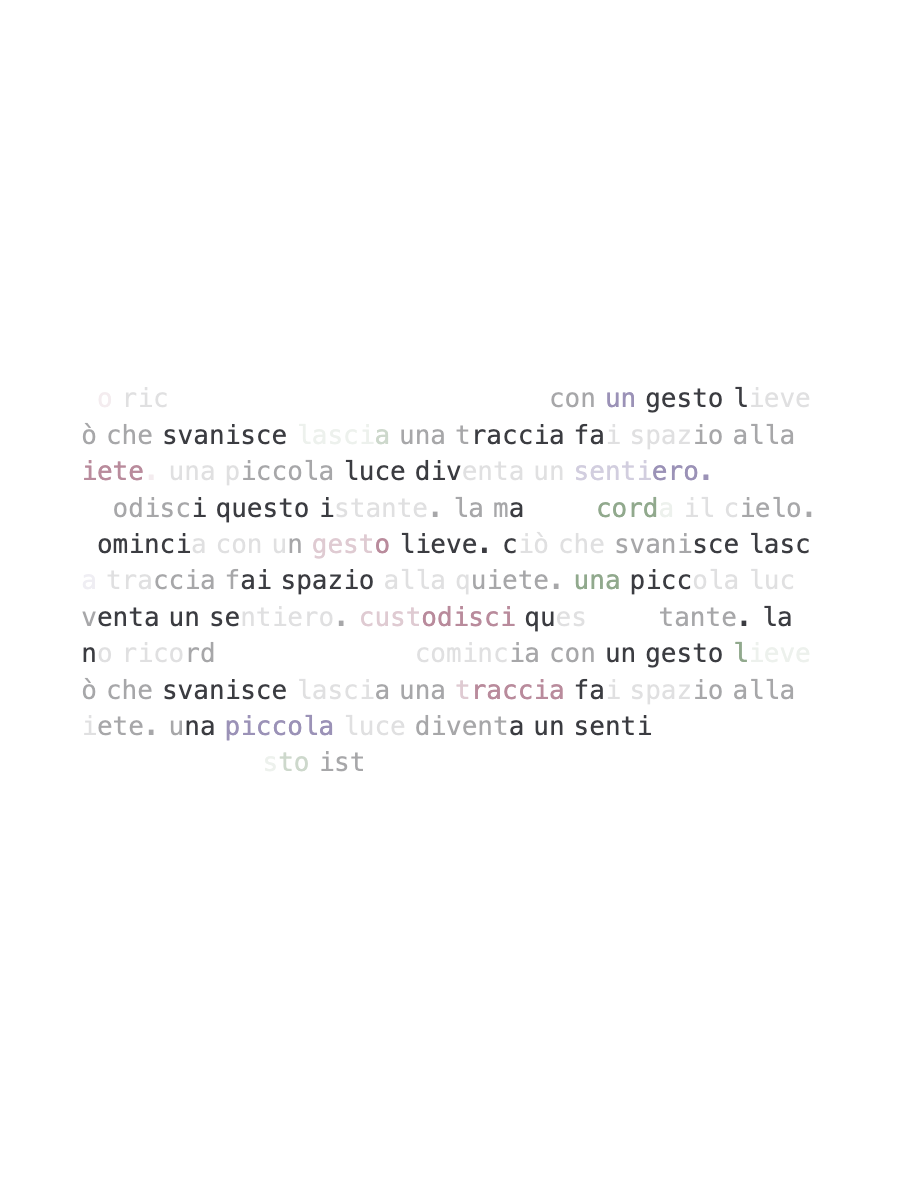 o ric con un gesto lieve
ò che svanisce lascia una traccia fai spazio alla
iete. una piccola luce diventa un sentiero.
odisci questo istante. la ma corda il cielo.
omincia con un gesto lieve. ciò che svanisce lasc
a traccia fai spazio alla quiete. una piccola luc
venta un sentiero. custodisci ques tante. la
no ricord comincia con un gesto lieve
ò che svanisce lascia una traccia fai spazio alla
iete. una piccola luce diventa un senti
sto ist